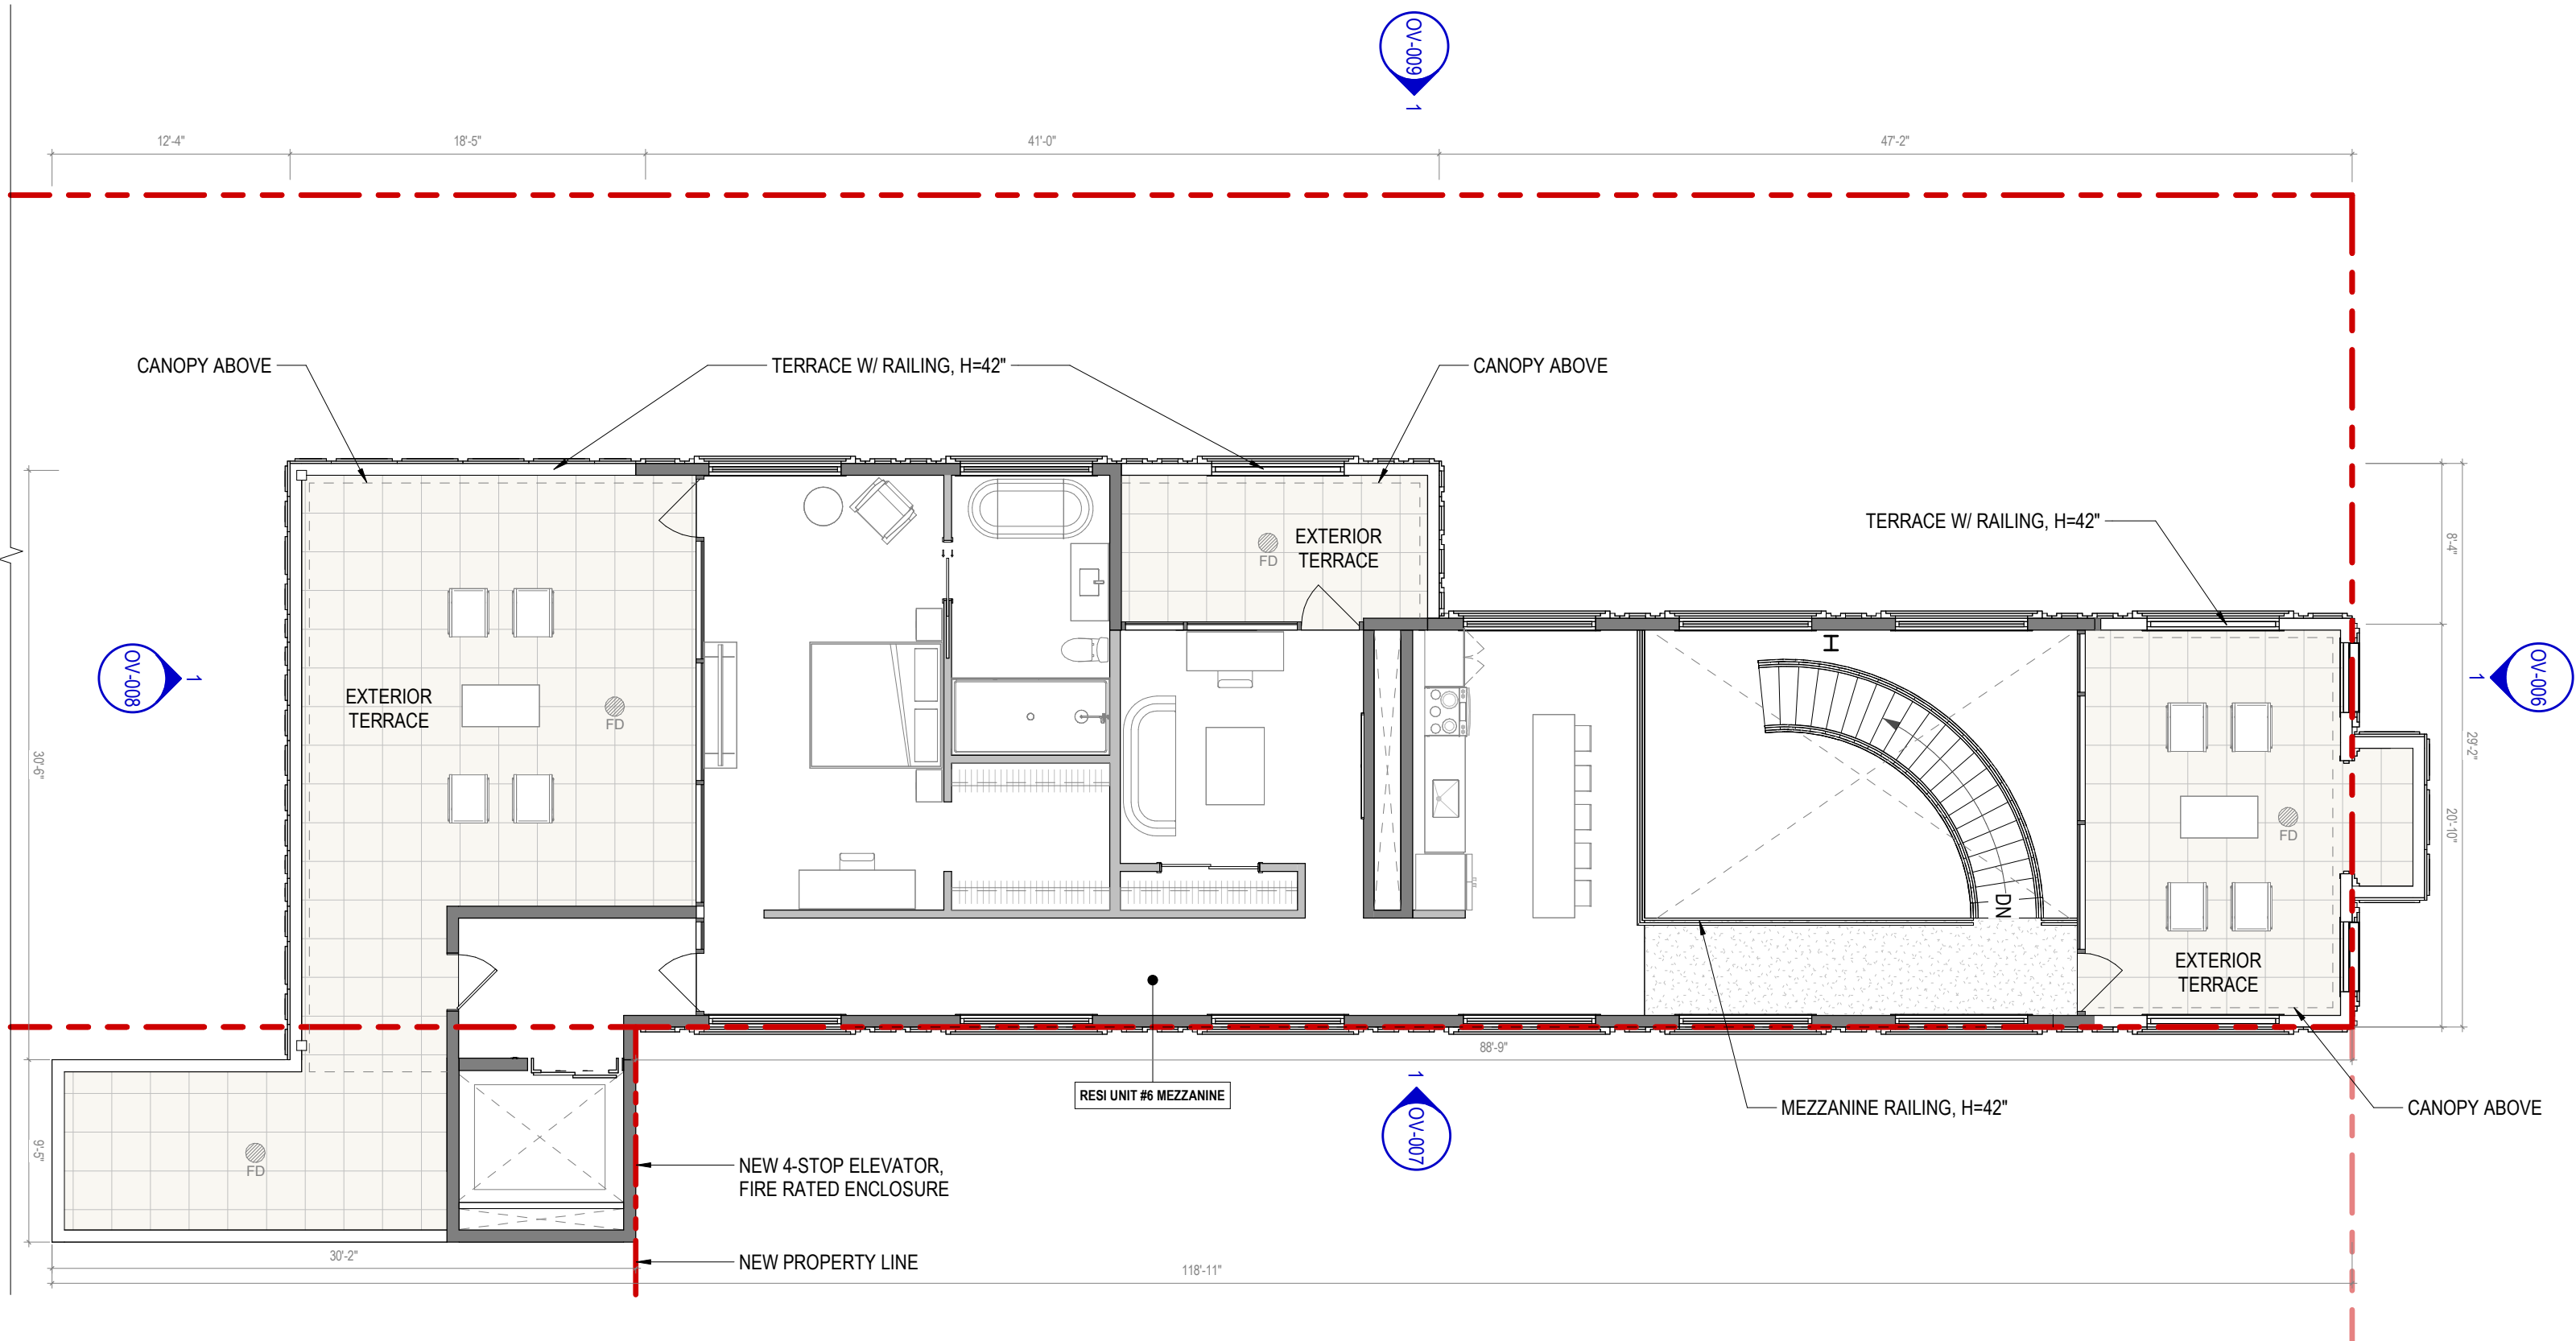 OV-009
1
12'-4"
18'-5"
41'-0"
47'-2"
CANOPY ABOVE
TERRACE W/ RAILING, H=42"
CANOPY ABOVE
TERRACE W/ RAILING, H=42"
8'-4"
EXTERIOR
TERRACE
FD
OV-008
1
EXTERIOR
TERRACE
FD
1
OV-006
30'-6"
29'-2"
20'-10"
FD
DN
EXTERIOR
TERRACE
88'-9"
RESI UNIT #6 MEZZANINE
1
OV-007
MEZZANINE RAILING, H=42"
CANOPY ABOVE
9'-5"
FD
NEW 4-STOP ELEVATOR,
FIRE RATED ENCLOSURE
30'-2"
NEW PROPERTY LINE
118'-11"